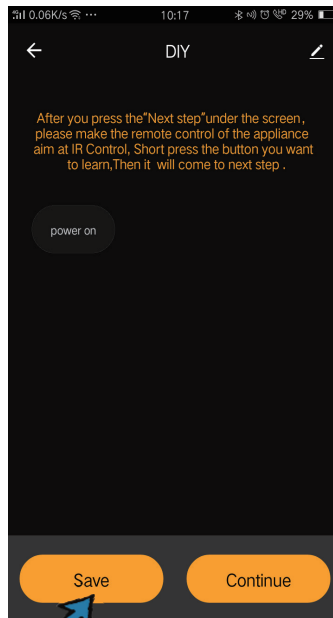 0.06K/s ... 10:17 29%
DIY
After you press the"Next step"under the screen,
please make the remote control of the appliance
aim at IR Control, Short press the button you want
to learn,Then it will come to next step .
power on
Save Continue